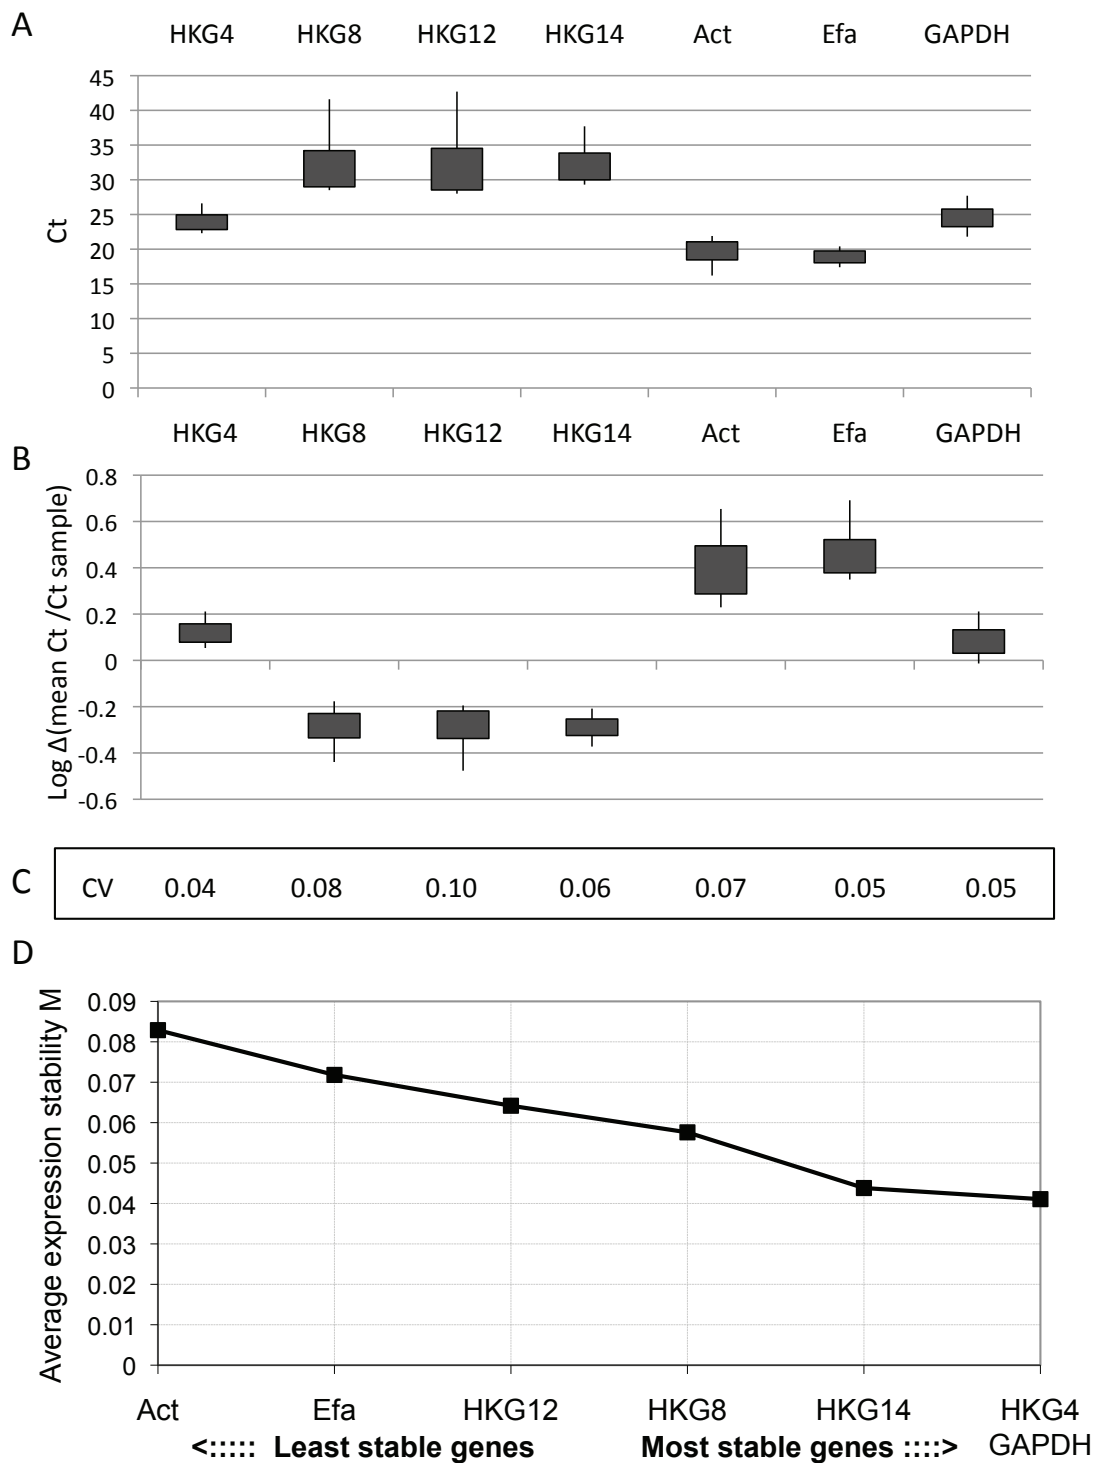 A
HKG4 HKG8 HKG12 HKG14 Act Efa GAPDH
45
40
35
30
25
20
15
10
5
0
Ct
HKG4 HKG8 HKG12 HKG14 Act Efa GAPDH
B
0.8
0.6
0.4
0.2
0
-0.2
-0.4
-0.6
Log Δ(mean Ct /Ct sample)
C
CV 0.04 0.08 0.10 0.06 0.07 0.05 0.05
D
0.09
0.08
0.07
0.06
0.05
0.04
0.03
0.02
0.01
0
Average expression stability M
Act Efa HKG12 HKG8 HKG14 HKG4
<::::: Least stable genes Most stable genes ::::> GAPDH